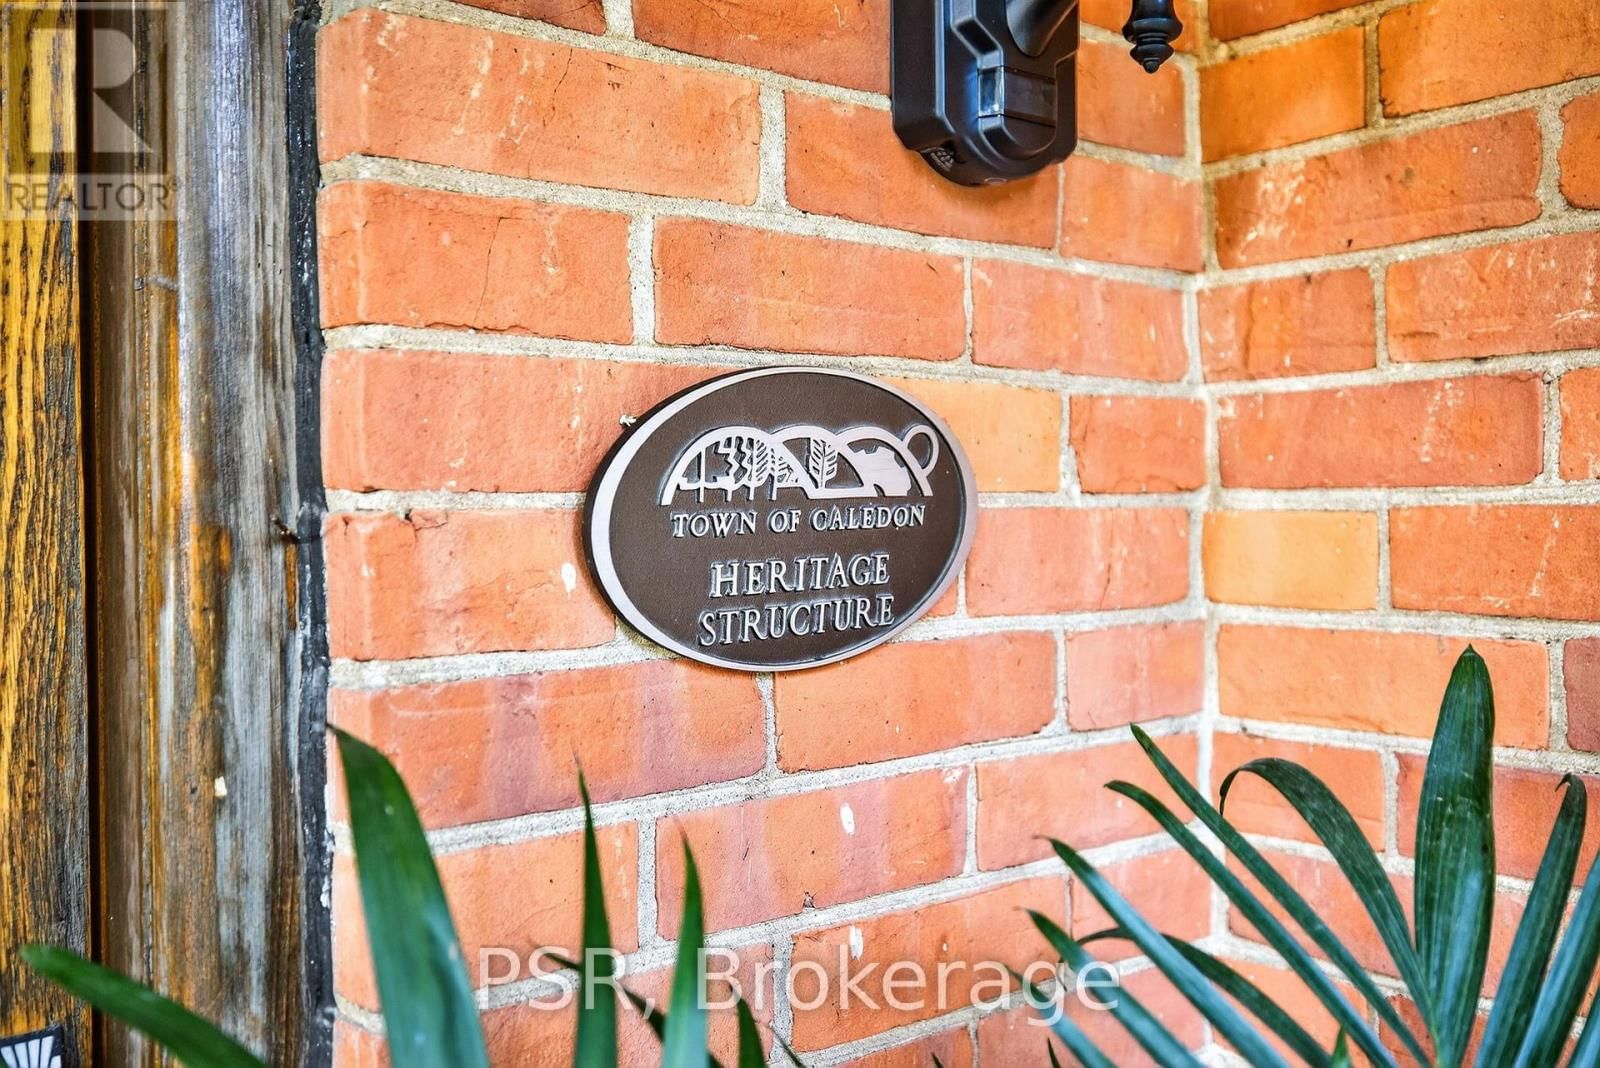 REALTOR
TOWN OF CALEDON
HERITAGE
STRUCTURE
PSR, Brokerage